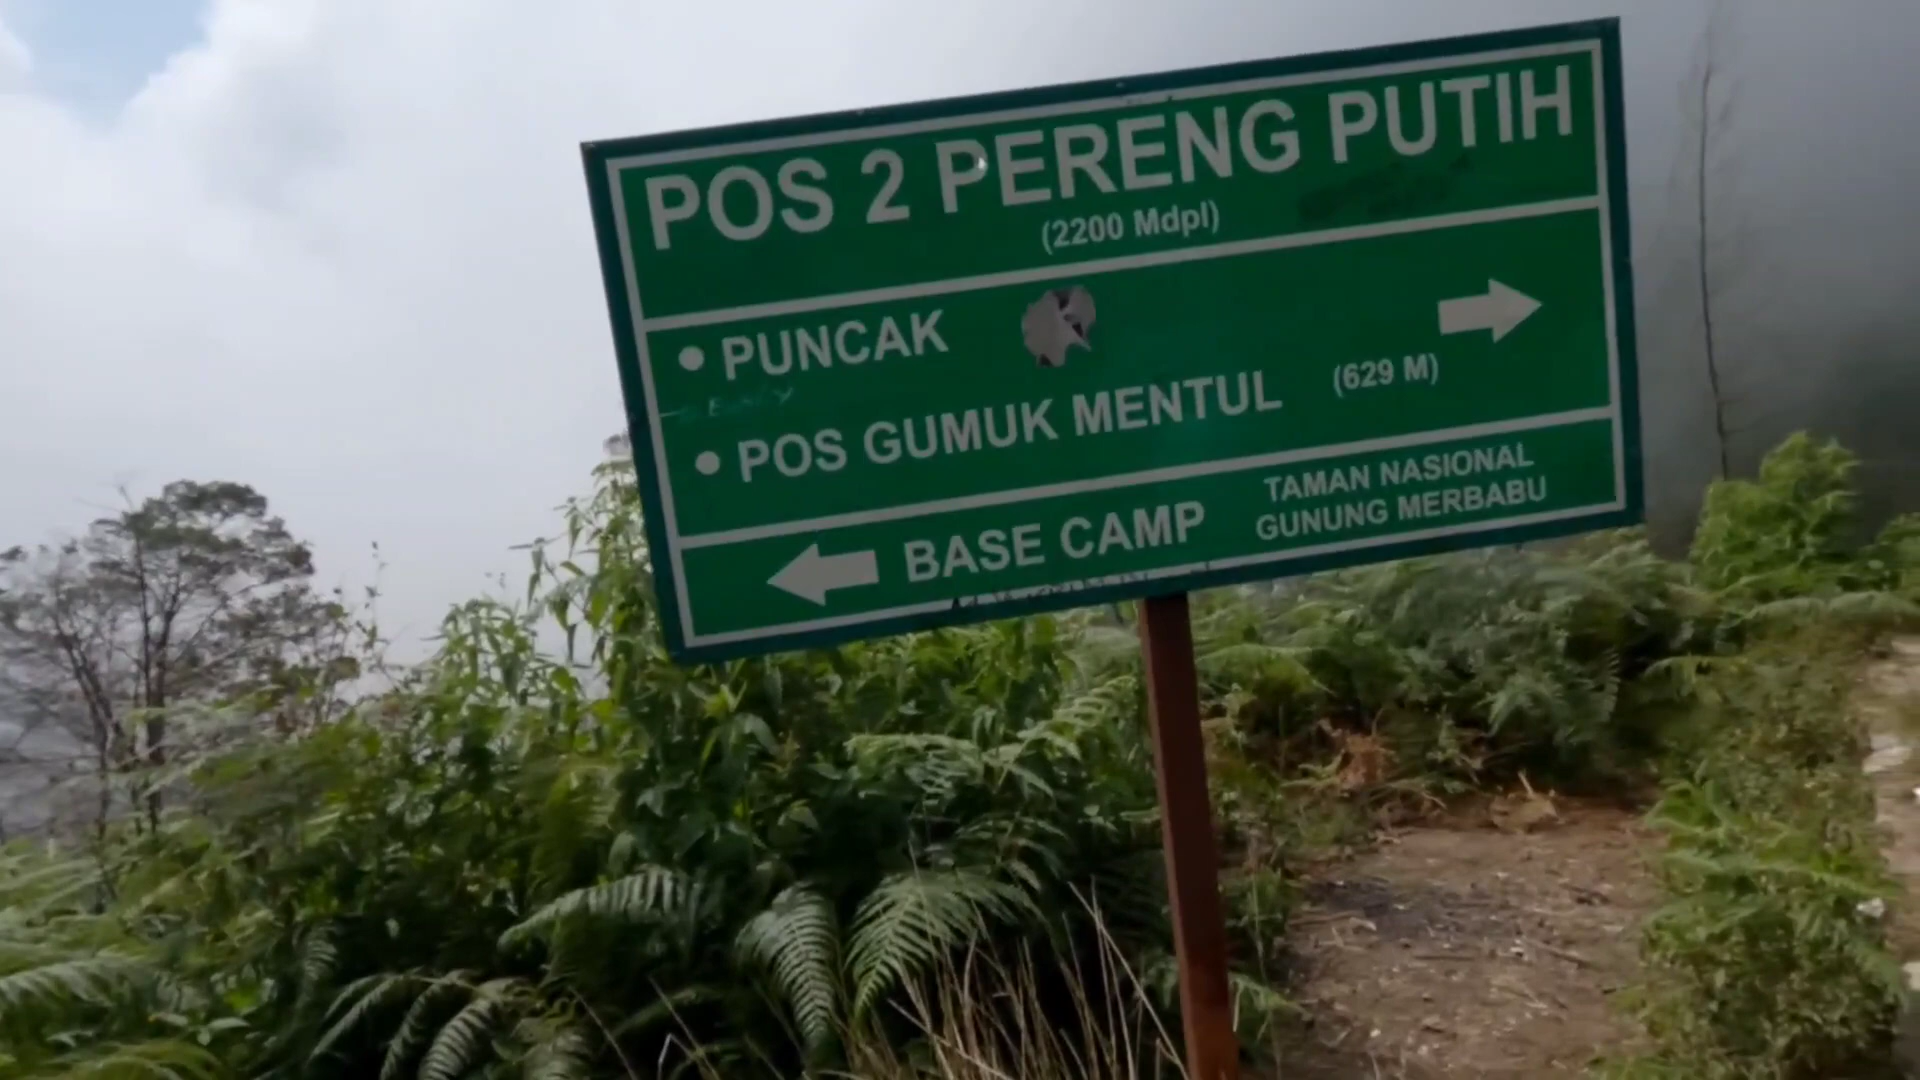 POS 2 PERENG PUTIH
(2200 Mdpl)
• PUNCAK
• POS GUMUK MENTUL (629 M)
BASE CAMP
TAMAN NASIONAL
GUNUNG MERBABU